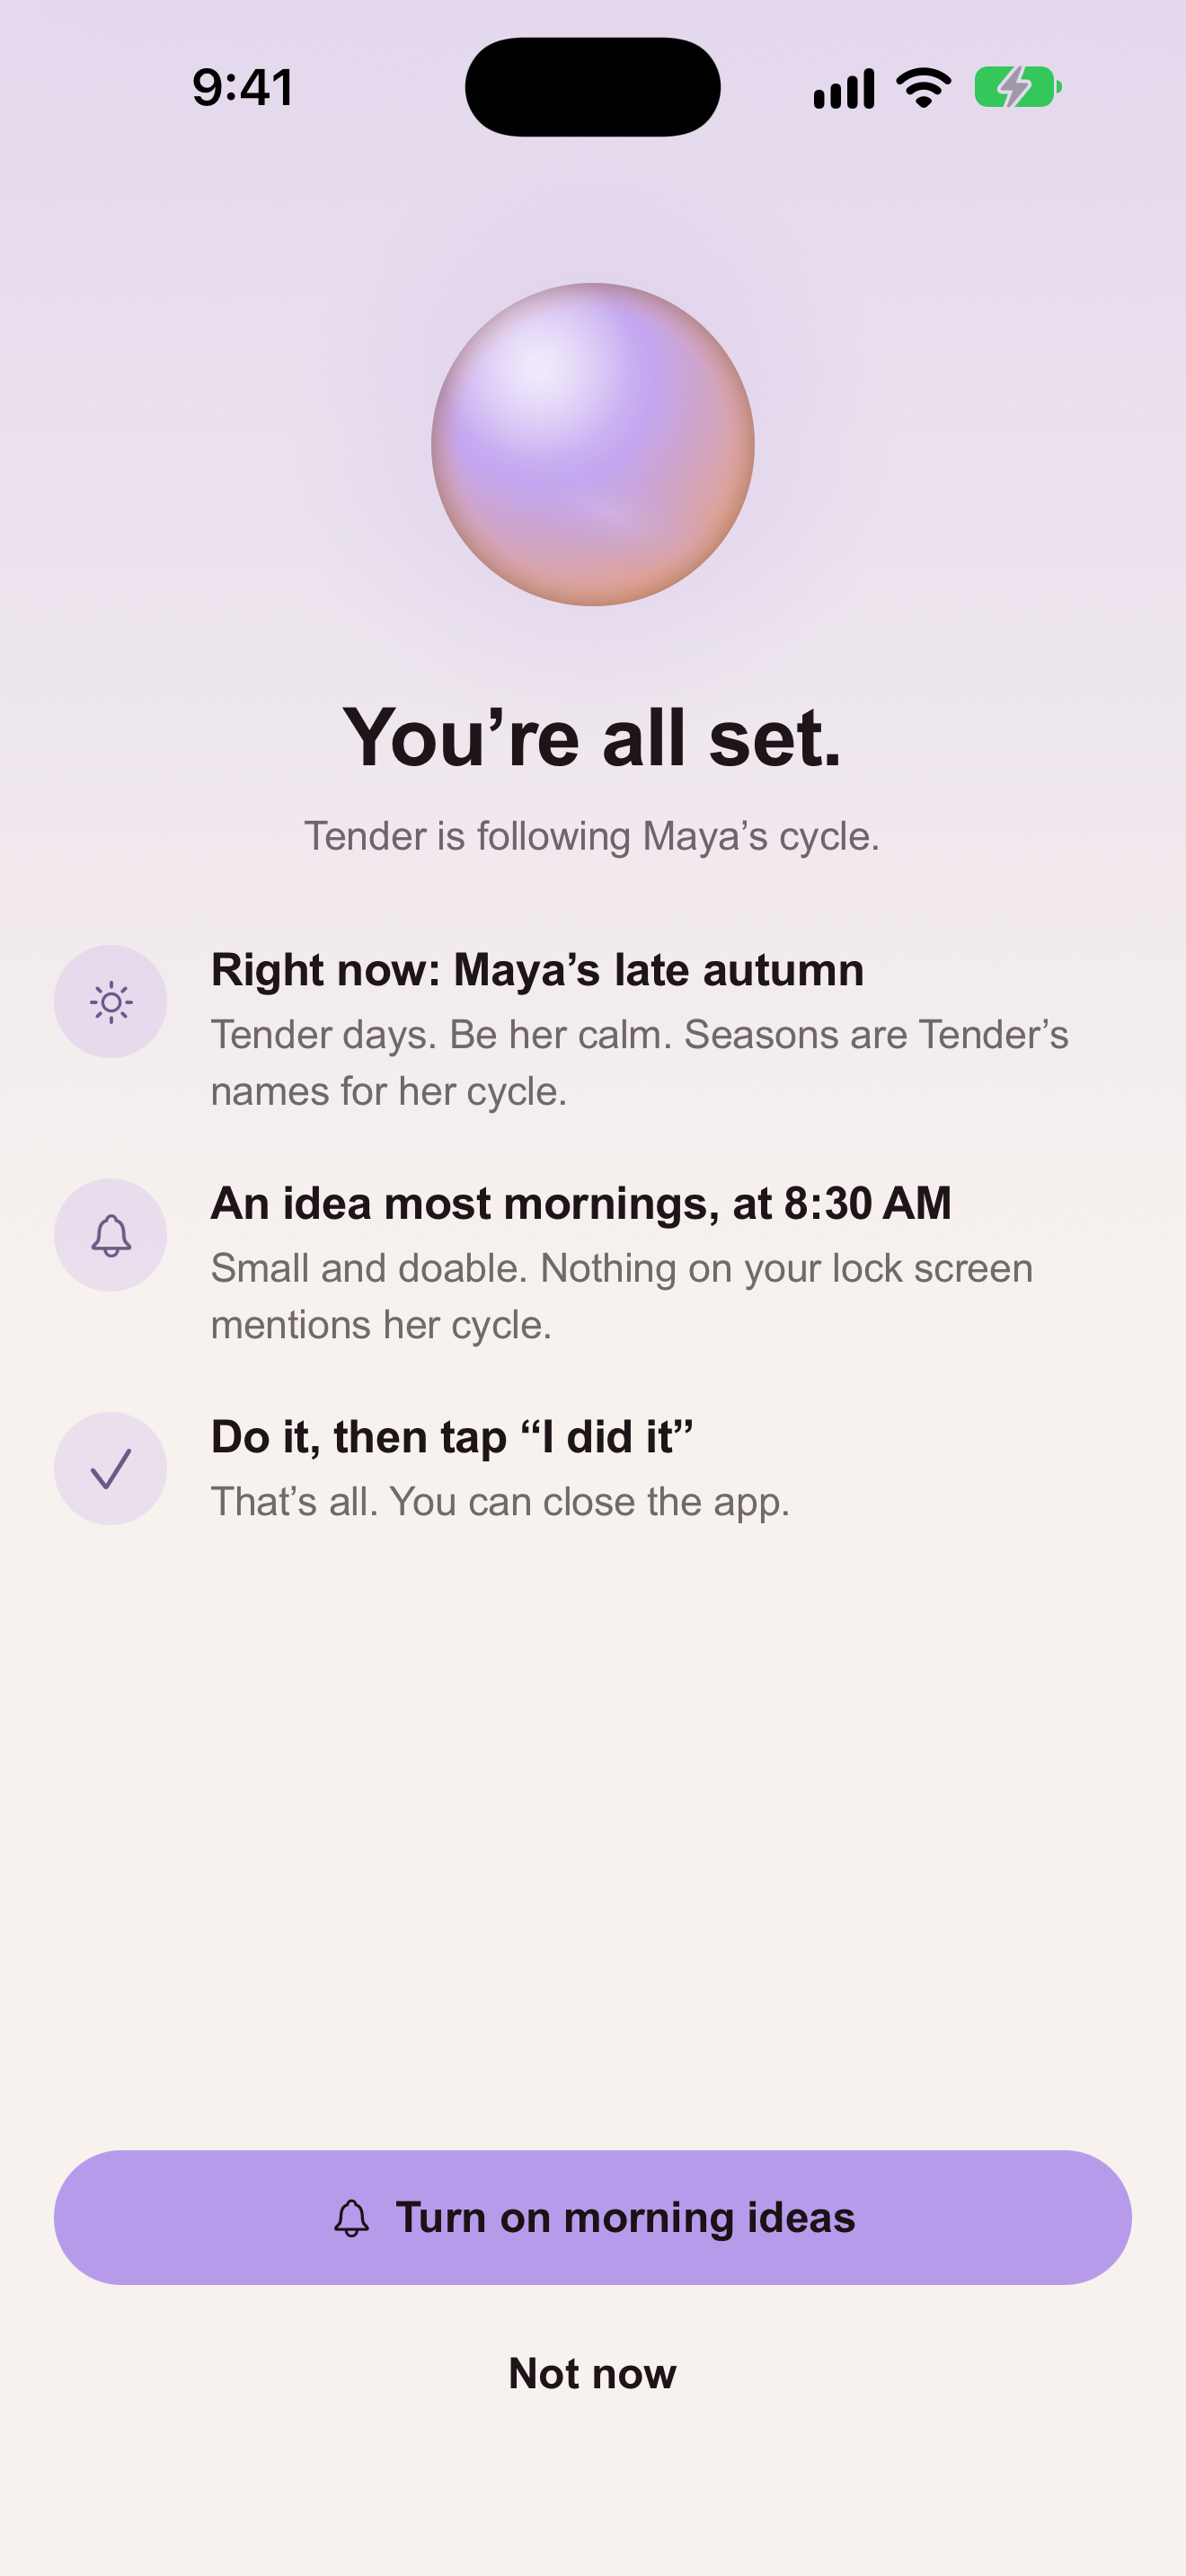 9:41
You’re all set.
Tender is following Maya’s cycle.
Right now: Maya’s late autumn
Tender days. Be her calm. Seasons are Tender’s
names for her cycle.
An idea most mornings, at 8:30 AM
Small and doable. Nothing on your lock screen
mentions her cycle.
Do it, then tap “I did it”
That’s all. You can close the app.
Turn on morning ideas
Not now